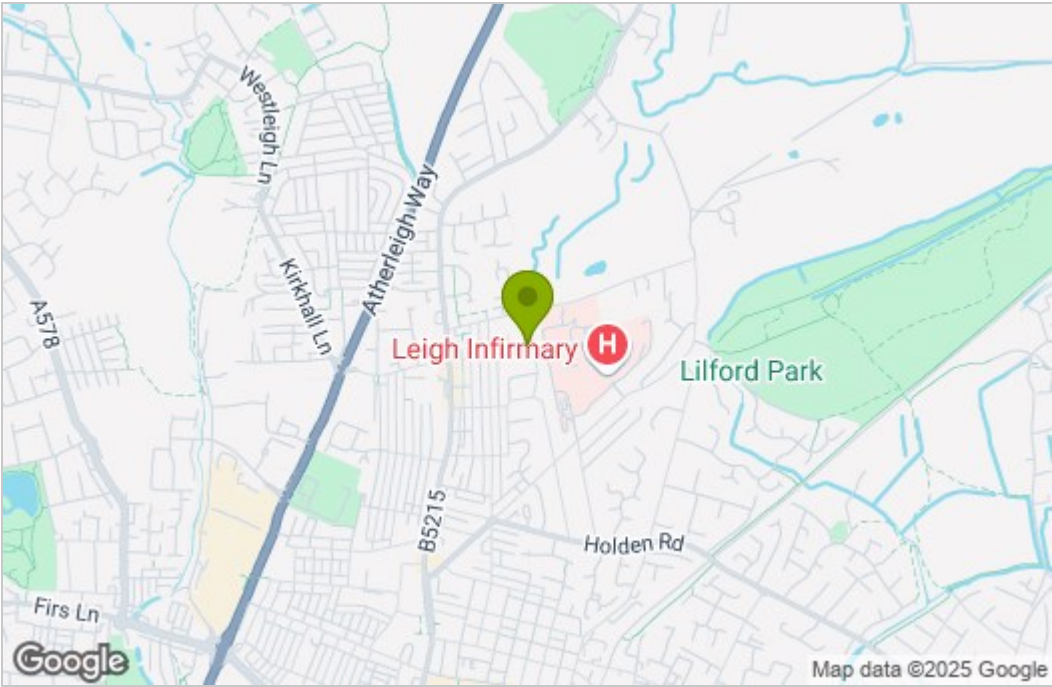 Westleigh Ln
Atherleigh Way
Kirkhall Ln
A578
Leigh Infirmary
H
Lilford Park
B5215
Holden Rd
Firs Ln
Google
Map data ©2025 Google